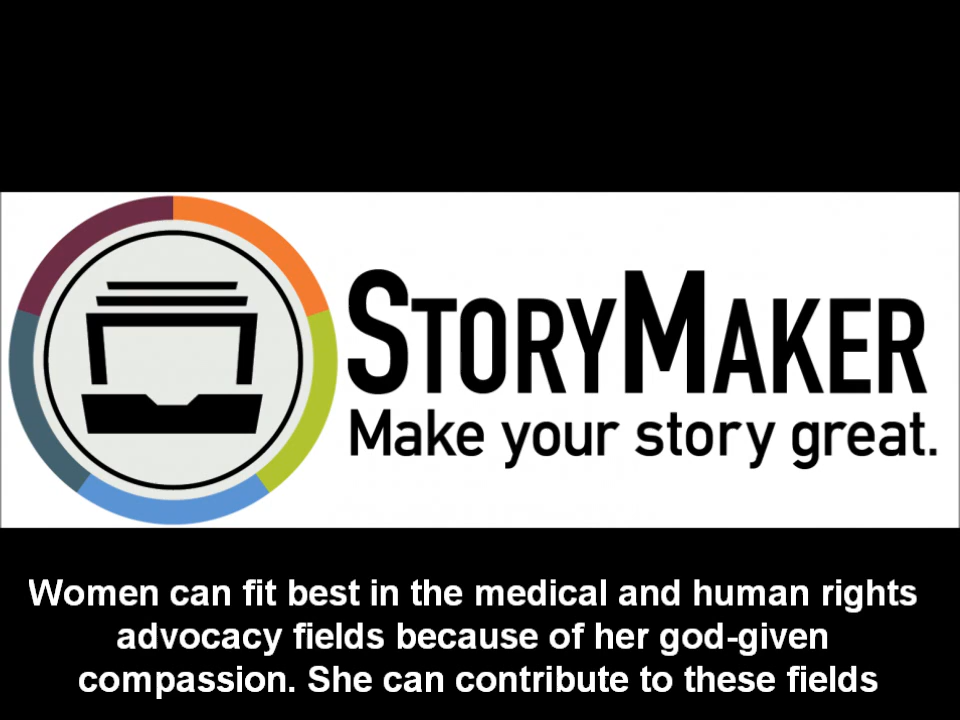 STORYMAKER
Make your story great.
Women can fit best in the medical and human rights
advocacy fields because of her god-given
compassion. She can contribute to these fields